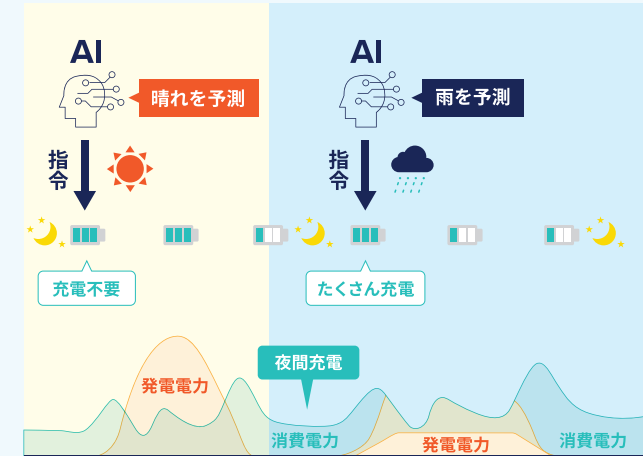 AI
晴れを予測
指令
充電不要
発電電力
AI
雨を予測
指令
たくさん充電
夜間充電
消費電力
発電電力
消費電力